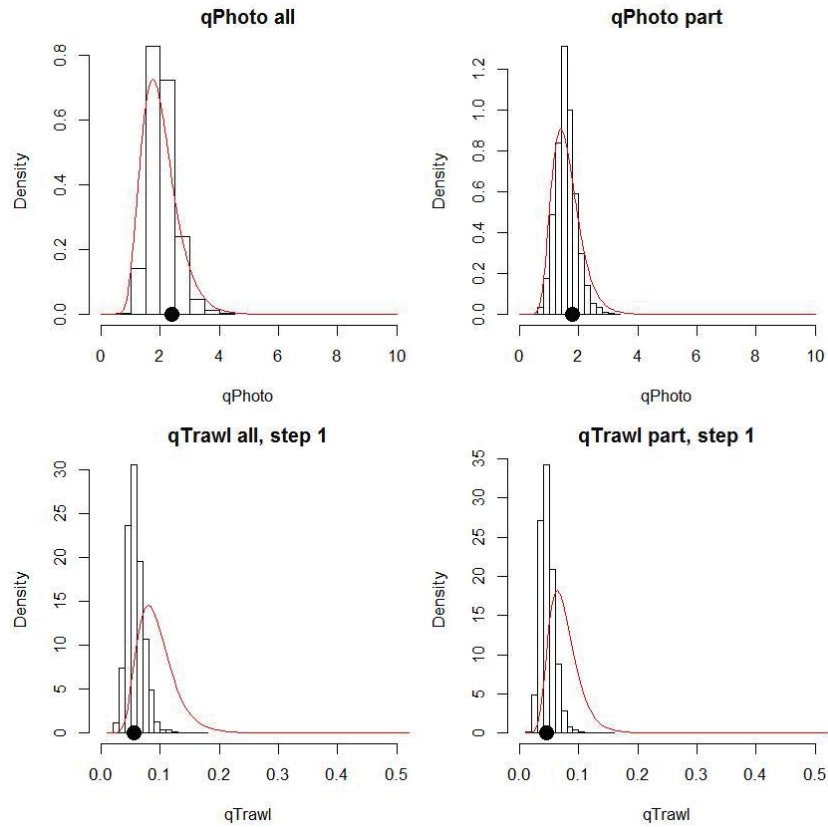 qPhoto all
Density
0.0 0.2 0.4 0.6 0.8
0 2 4 6 8 10
qPhoto
qPhoto part
Density
0.0 0.2 0.4 0.6 0.8 1.0 1.2
0 2 4 6 8 10
qPhoto
qTrawl all, step 1
Density
0 5 10 15 20 25 30
0.0 0.1 0.2 0.3 0.4 0.5
qTrawl
qTrawl part, step 1
Density
0 5 10 15 20 25 30 35
0.0 0.1 0.2 0.3 0.4 0.5
qTrawl